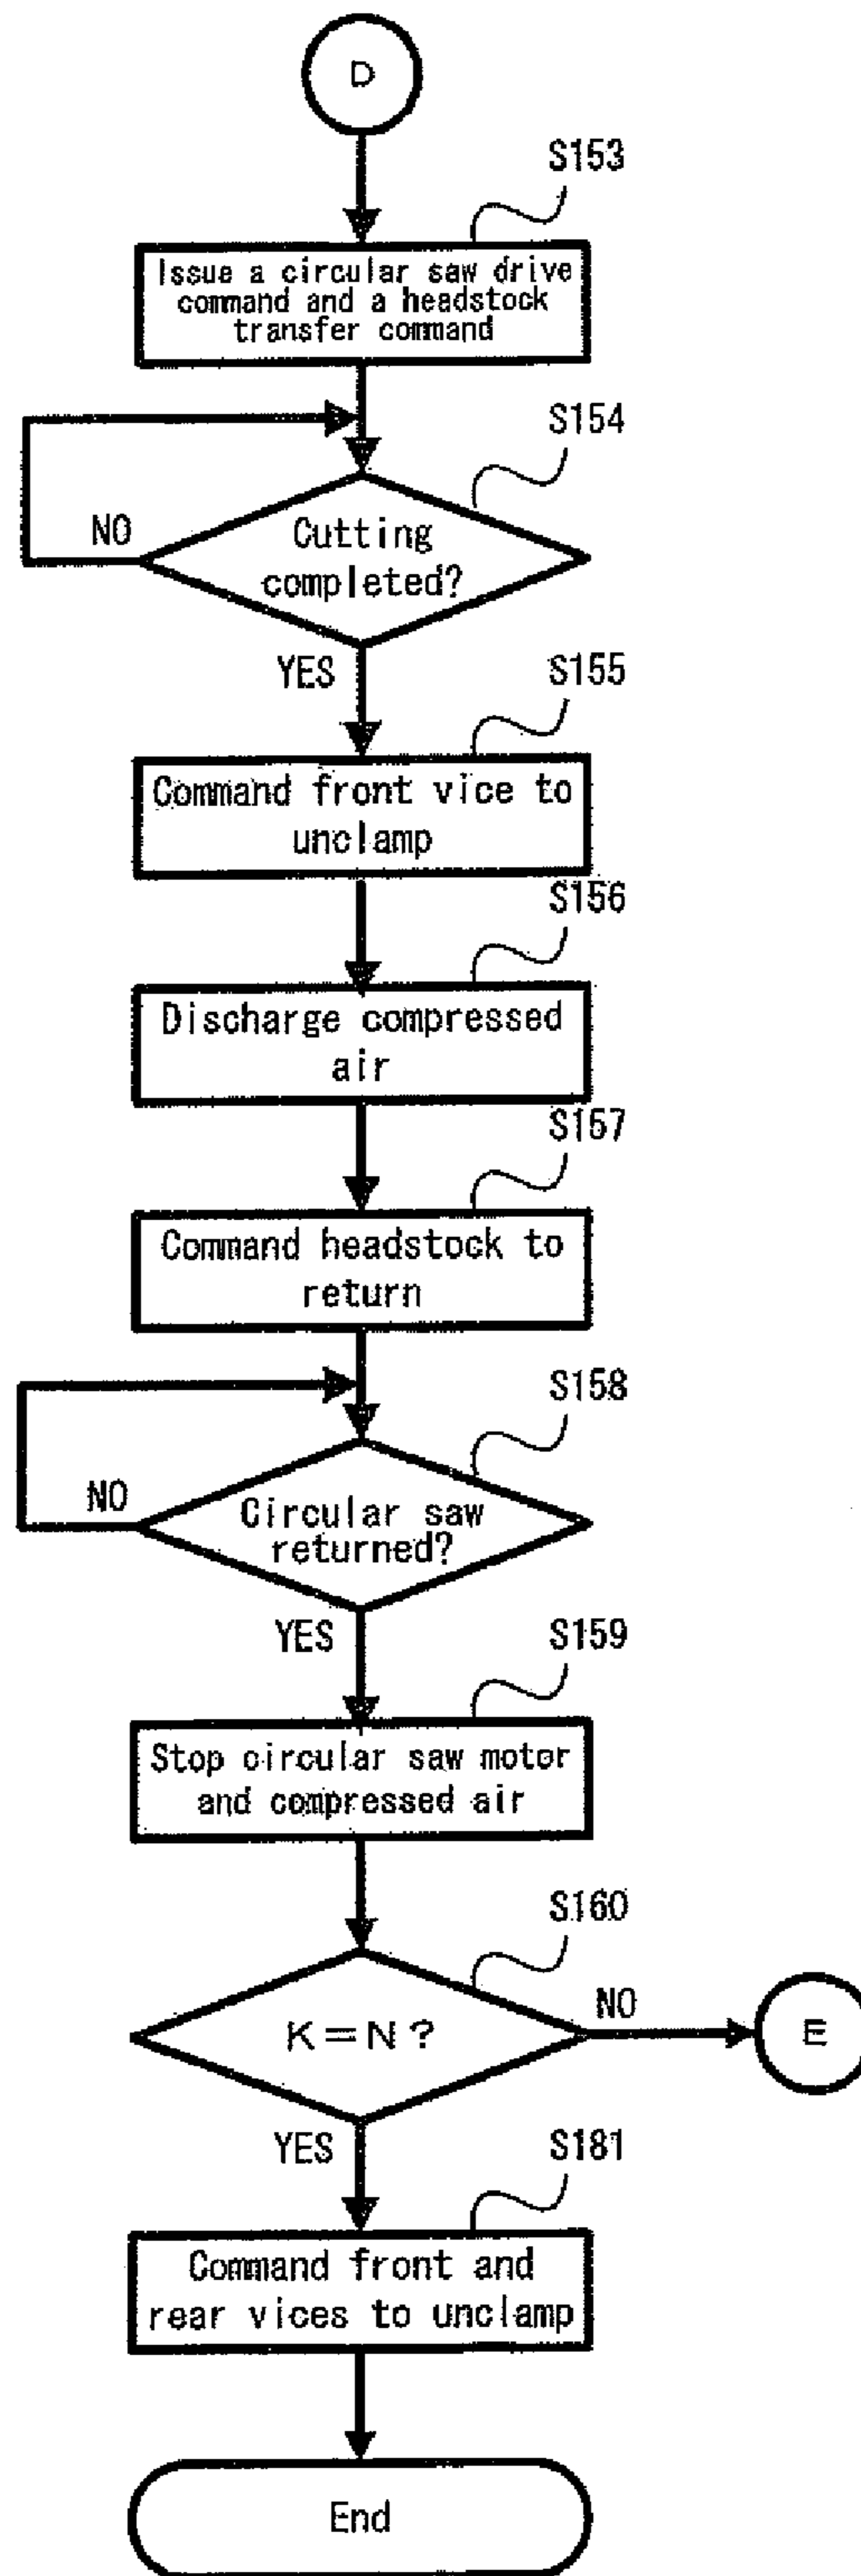 D
S153
Issue a circular saw drive
command and a headstock
transfer command
S154
NO
Cutting
completed?
YES
S155
Command front vice to
unclamp
S156
Discharge compressed
air
S157
Command headstock to
return
S158
NO
Circular saw
returned?
YES
S159
Stop circular saw motor
and compressed air
S160
K=N?
NO
E
YES
S181
Command front and
rear vices to unclamp
End